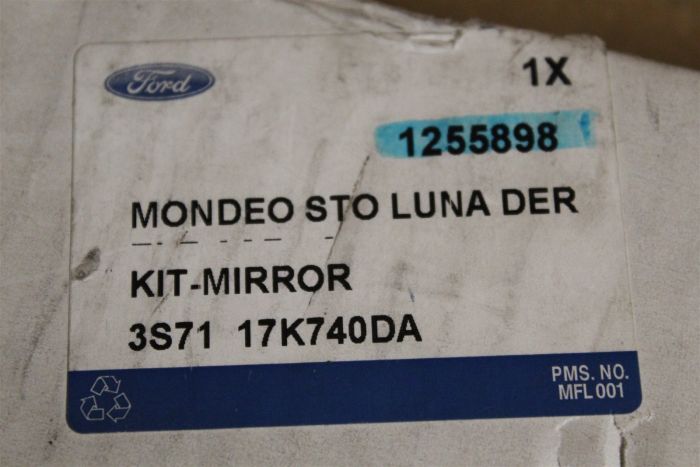 Ford
1X
1255898
MONDEO STO LUNA DER
KIT-MIRROR
3S71 17K740DA
PMS. NO.
MFL 001